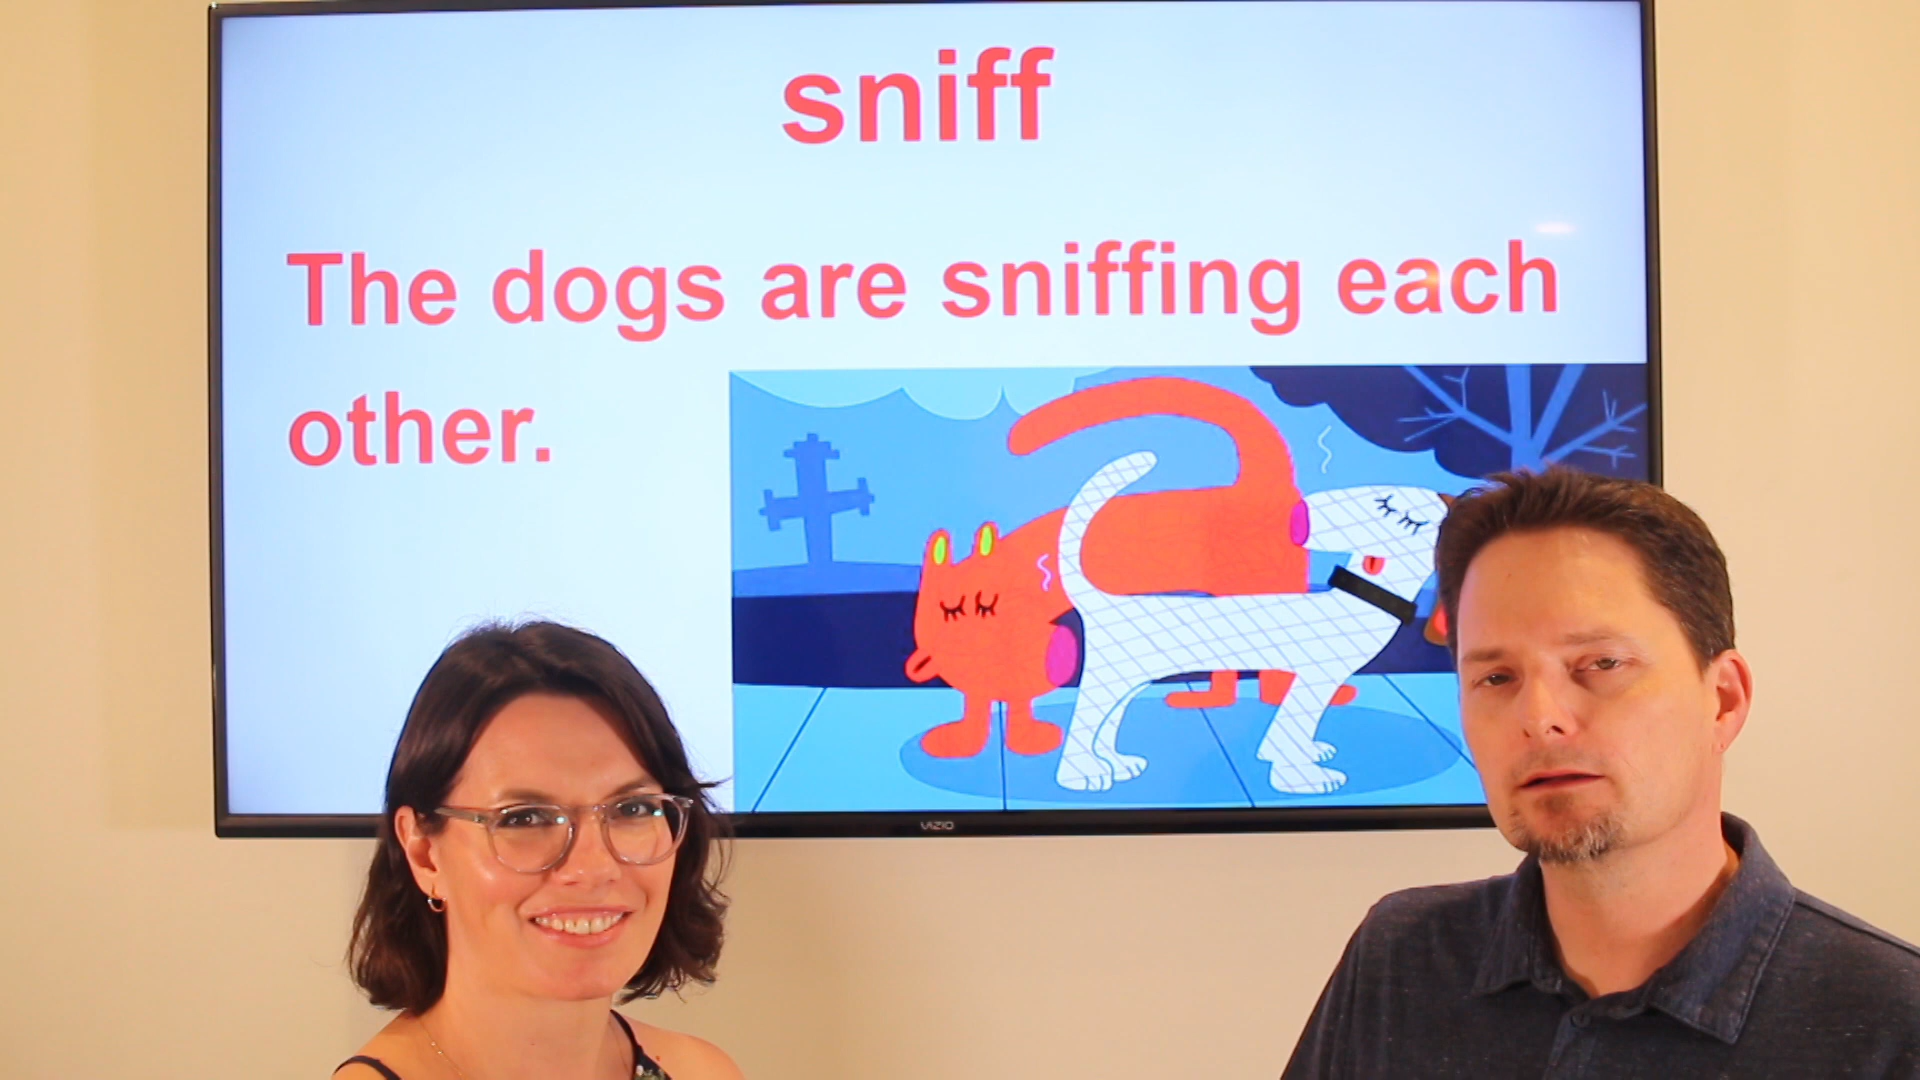 sniff
The dogs are sniffing each
other.
VIZIO